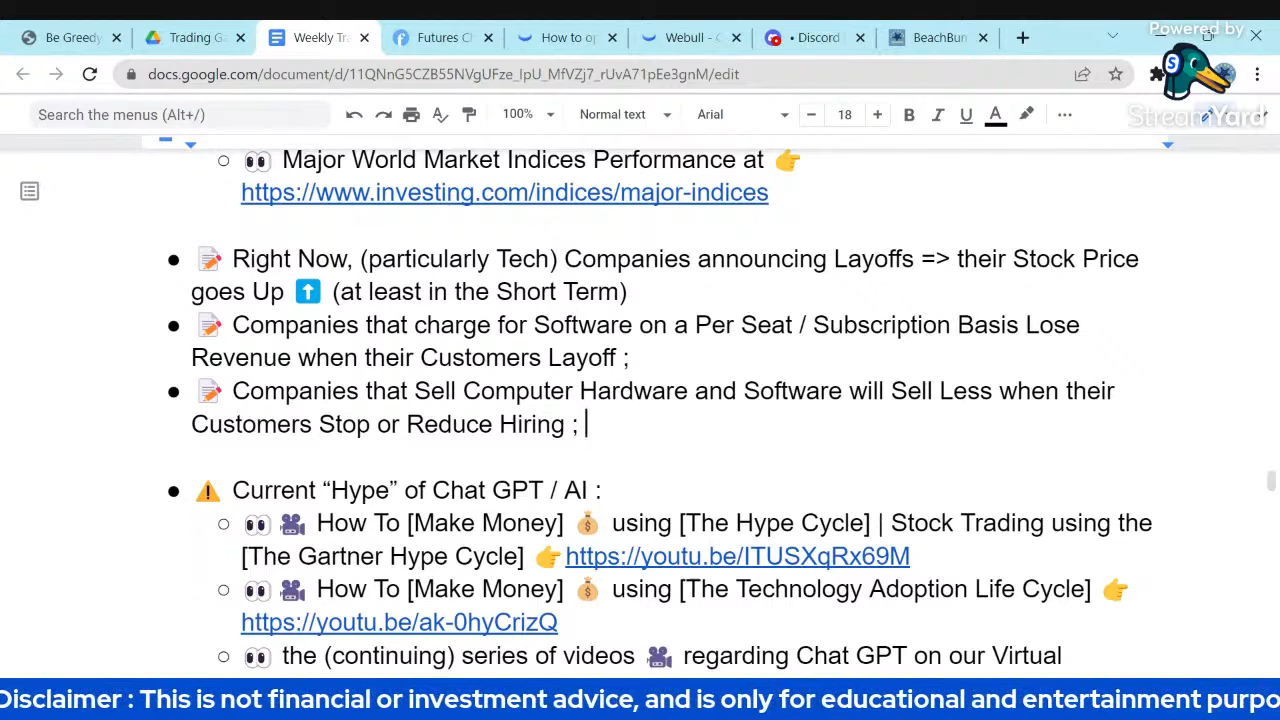 Be Greedy
Trading G
Weekly Tra
Futures C
How to op
Webull - 
• Discord
BeachBun
Powered by
docs.google.com/document/d/11QNnG5CZB55NVgUFze_IpU_MfVZj7_rUvA71pEe3gnM/edit
StreamYard
Search the menus (Alt+/)
100%
Normal text
Arial
18
B I U A
○ 👀 Major World Market Indices Performance at 👉
https://www.investing.com/indices/major-indices
● 📝 Right Now, (particularly Tech) Companies announcing Layoffs => their Stock Price
goes Up ⬆️ (at least in the Short Term)
● 📝 Companies that charge for Software on a Per Seat / Subscription Basis Lose
Revenue when their Customers Layoff ;
● 📝 Companies that Sell Computer Hardware and Software will Sell Less when their
Customers Stop or Reduce Hiring ;
● ⚠️ Current “Hype” of Chat GPT / AI :
○ 👀 🎥 How To [Make Money] 💰 using [The Hype Cycle] | Stock Trading using the
[The Gartner Hype Cycle] 👉https://youtu.be/ITUSXqRx69M
○ 👀 🎥 How To [Make Money] 💰 using [The Technology Adoption Life Cycle] 👉
https://youtu.be/ak-0hyCrizQ
○ 👀 the (continuing) series of videos 🎥 regarding Chat GPT on our Virtual
Disclaimer : This is not financial or investment advice, and is only for educational and entertainment purpo